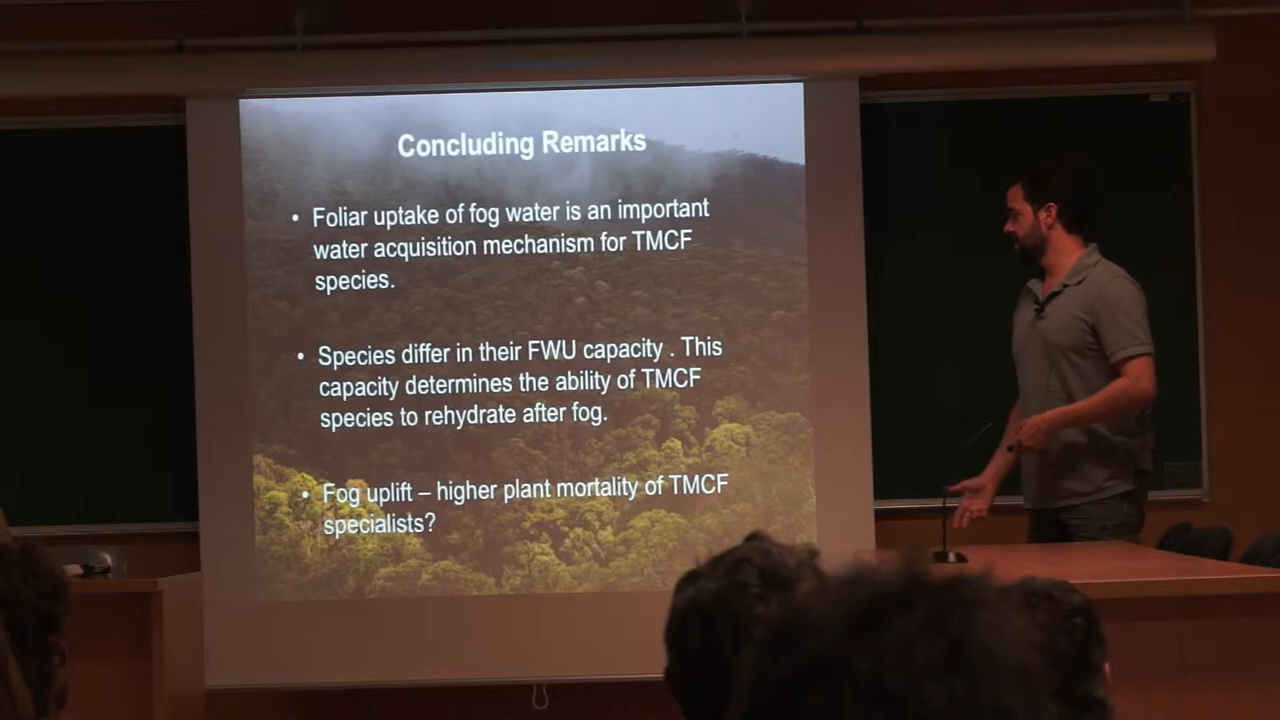 Concluding Remarks
• Foliar uptake of fog water is an important
water acquisition mechanism for TMCF
species.
• Species differ in their FWU capacity . This
capacity determines the ability of TMCF
species to rehydrate after fog.
• Fog uplift – higher plant mortality of TMCF
specialists?